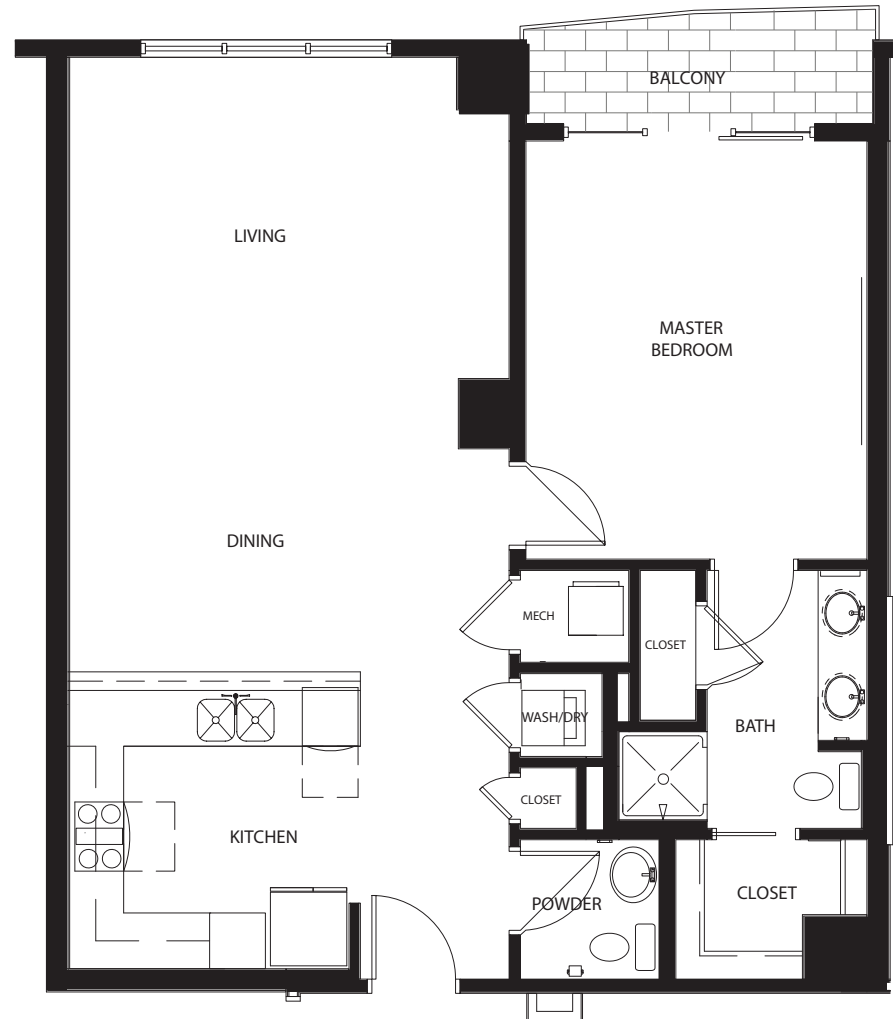 BALCONY
LIVING
MASTER
BEDROOM
DINING
MECH
CLOSET
WASH/DRY
BATH
CLOSET
KITCHEN
POWDER
CLOSET